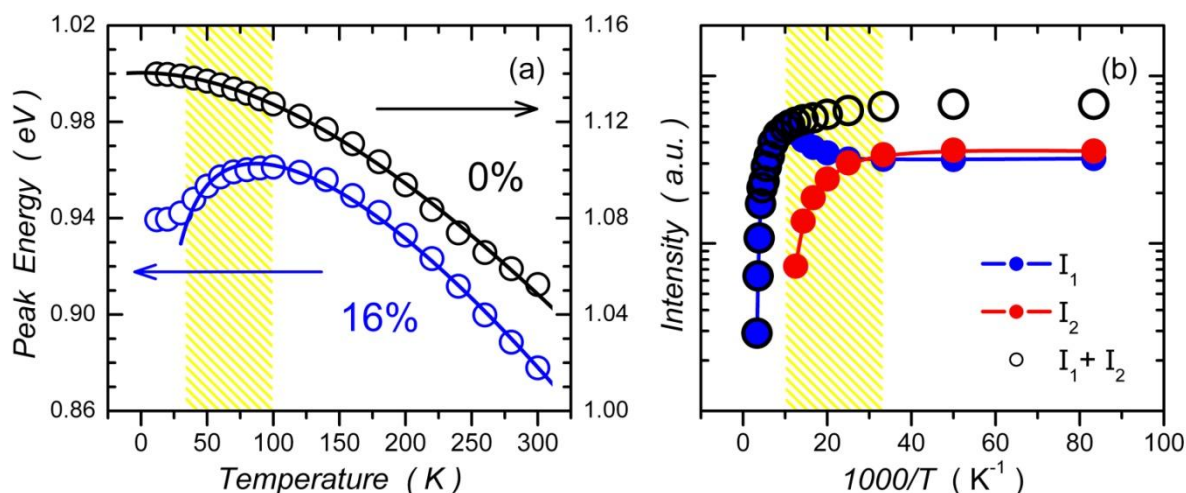 1.02
0.98
0.94
0.90
0.86
Peak Energy ( eV )
(a)
0%
16%
1.16
1.12
1.08
1.04
1.00
0 50 100 150 200 250 300
Temperature ( K )
Intensity ( a.u. )
(b)
I₁
I₂
I₁+ I₂
0 20 40 60 80 100
1000/T ( K⁻¹ )